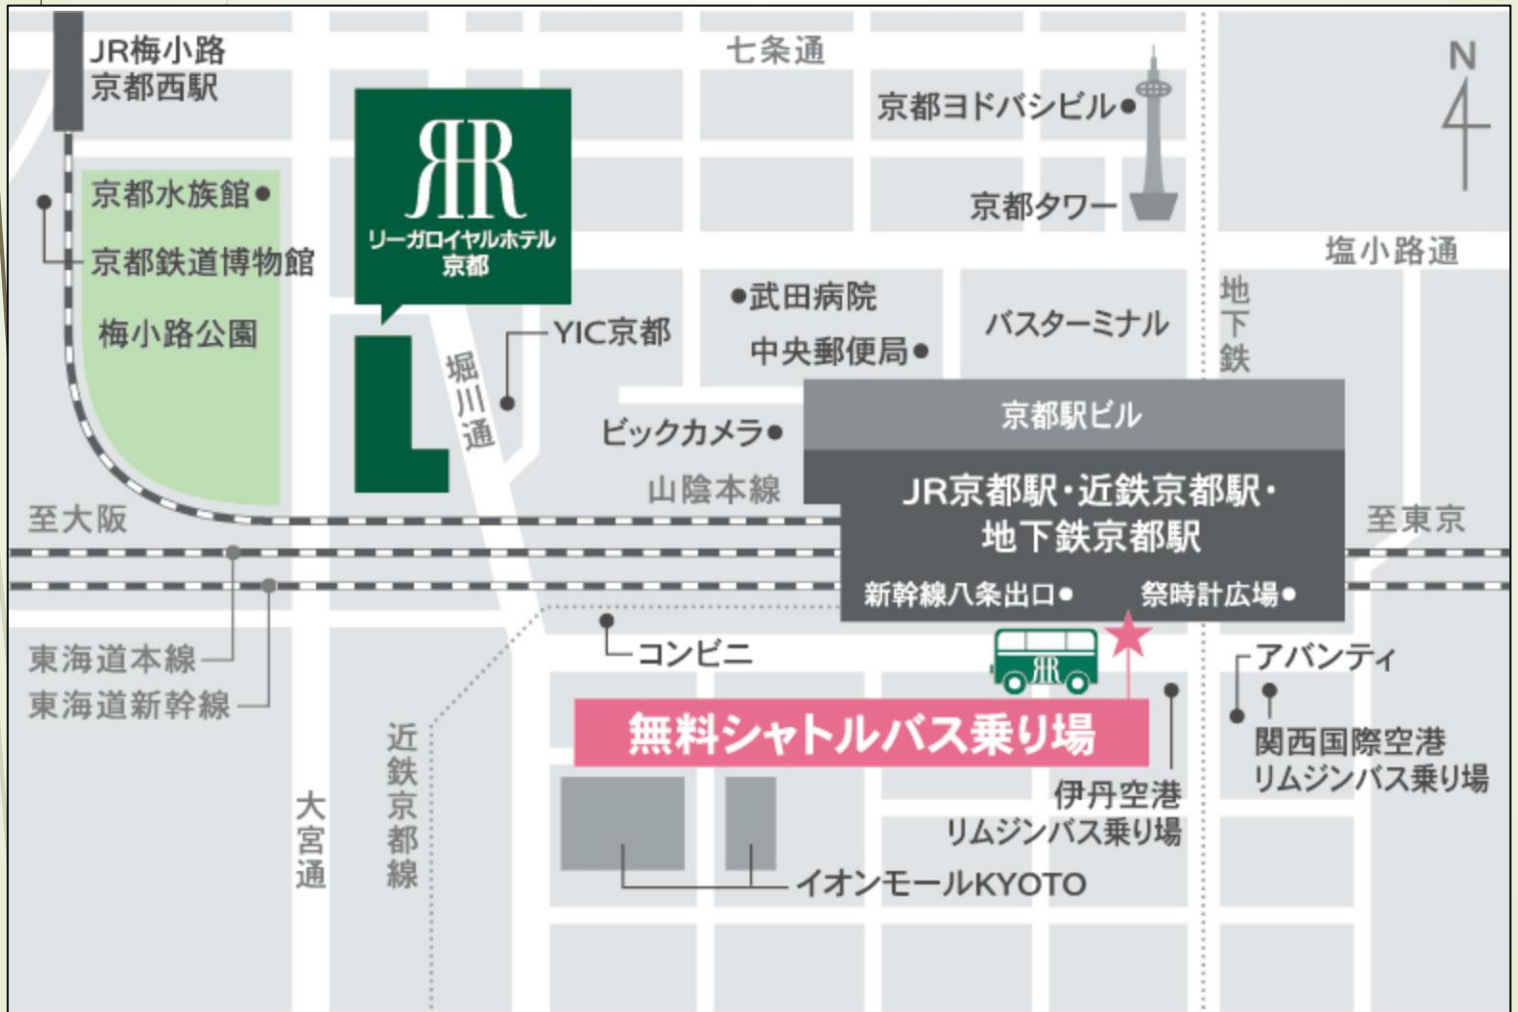 JR梅小路
京都西駅
七条通
N
京都ヨドバシビル
RR
リーガロイヤルホテル
京都
京都水族館
京都タワー
京都鉄道博物館
塩小路通
梅小路公園
武田病院
YIC京都
中央郵便局
バスターミナル
地下鉄
堀川通
京都駅ビル
ビックカメラ
山陰本線
JR京都駅・近鉄京都駅・
地下鉄京都駅
至大阪
至東京
新幹線八条出口
祭時計広場
コンビニ
RR
アバンティ
東海道本線
東海道新幹線
無料シャトルバス乗り場
関西国際空港
リムジンバス乗り場
近鉄京都線
大宮通
伊丹空港
リムジンバス乗り場
イオンモールKYOTO